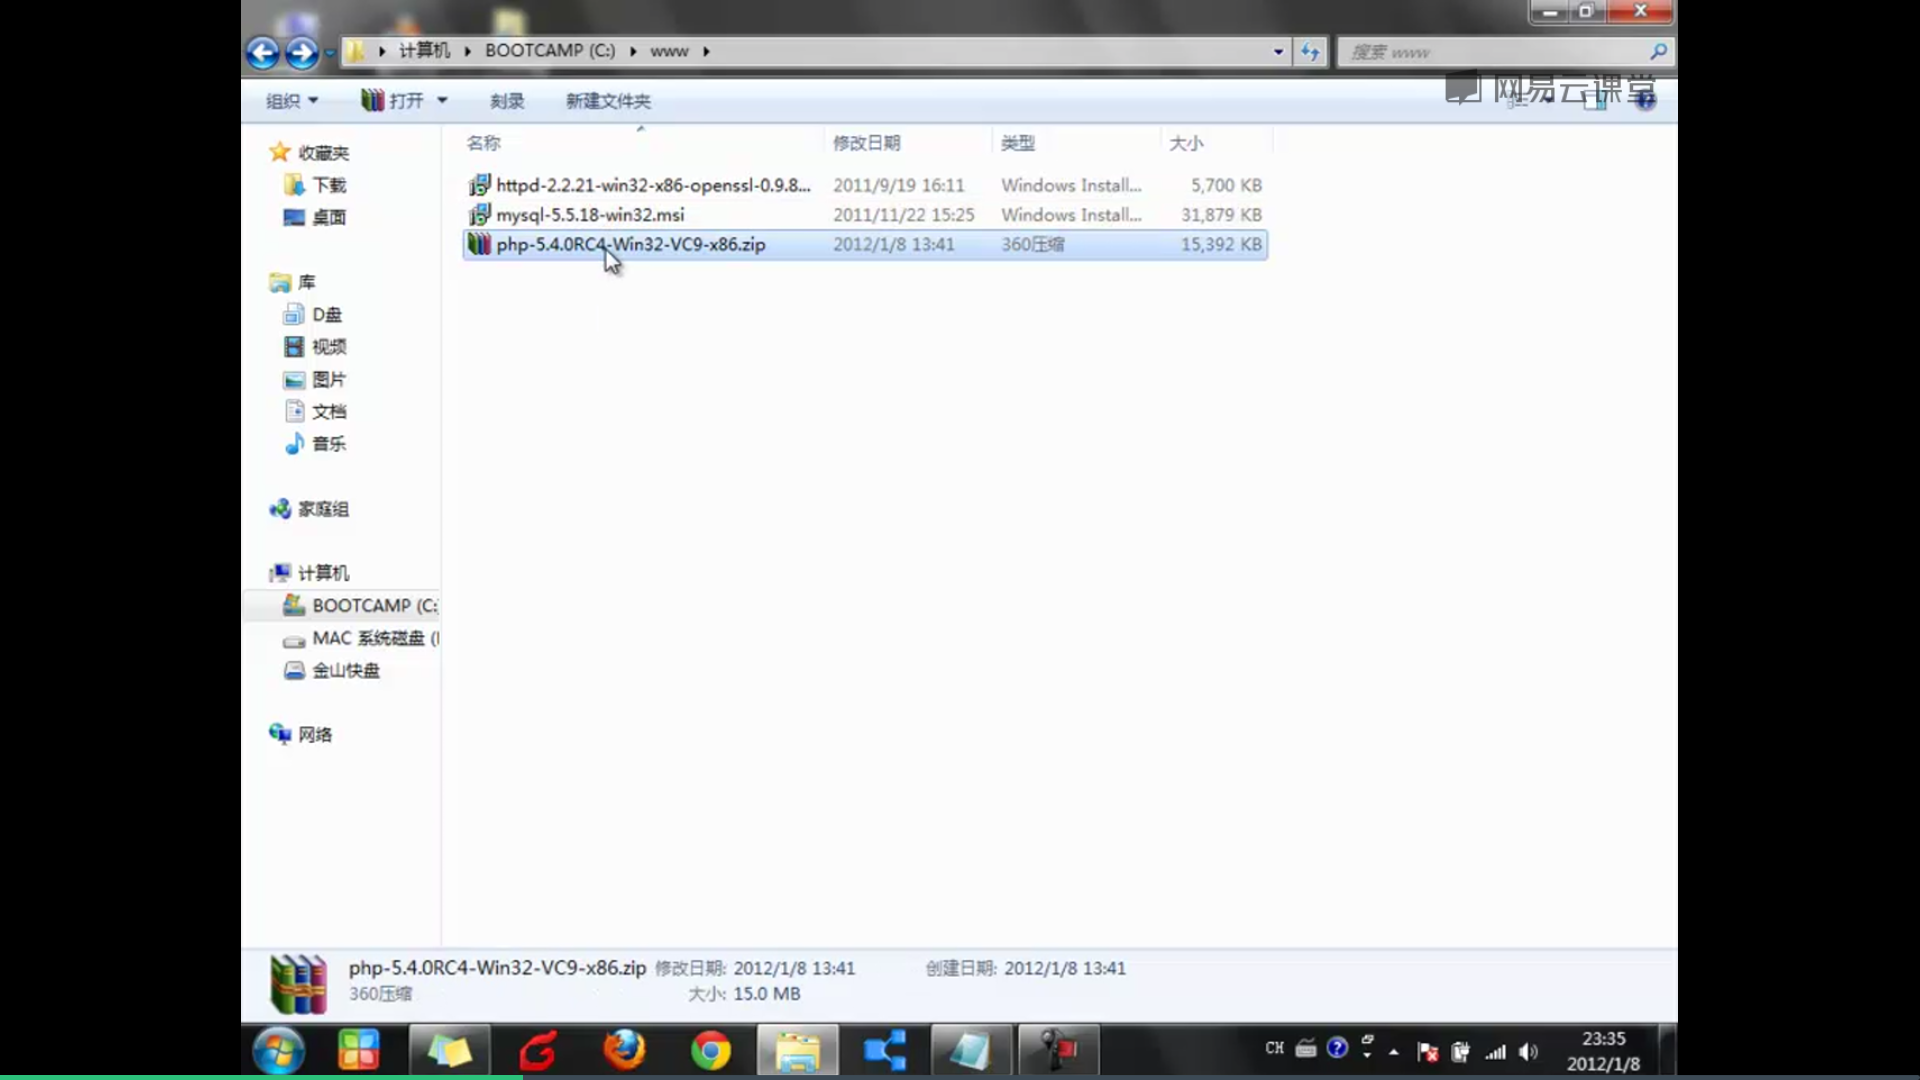 计算机 BOOTCAMP (C:) www
搜索 www
网易云课堂
组织 打开 刻录 新建文件夹
名称 修改日期 类型 大小
httpd-2.2.21-win32-x86-openssl-0.9.8... 2011/9/19 16:11 Windows Install... 5,700 KB
mysql-5.5.18-win32.msi 2011/11/22 15:25 Windows Install... 31,879 KB
php-5.4.0RC4-Win32-VC9-x86.zip 2012/1/8 13:41 360压缩 15,392 KB
收藏夹
下载
桌面
库
D盘
视频
图片
文档
音乐
家庭组
计算机
BOOTCAMP (C:
MAC 系统磁盘 (
金山快盘
网络
php-5.4.0RC4-Win32-VC9-x86.zip 修改日期: 2012/1/8 13:41 创建日期: 2012/1/8 13:41
360压缩 大小: 15.0 MB
CH 23:35
2012/1/8